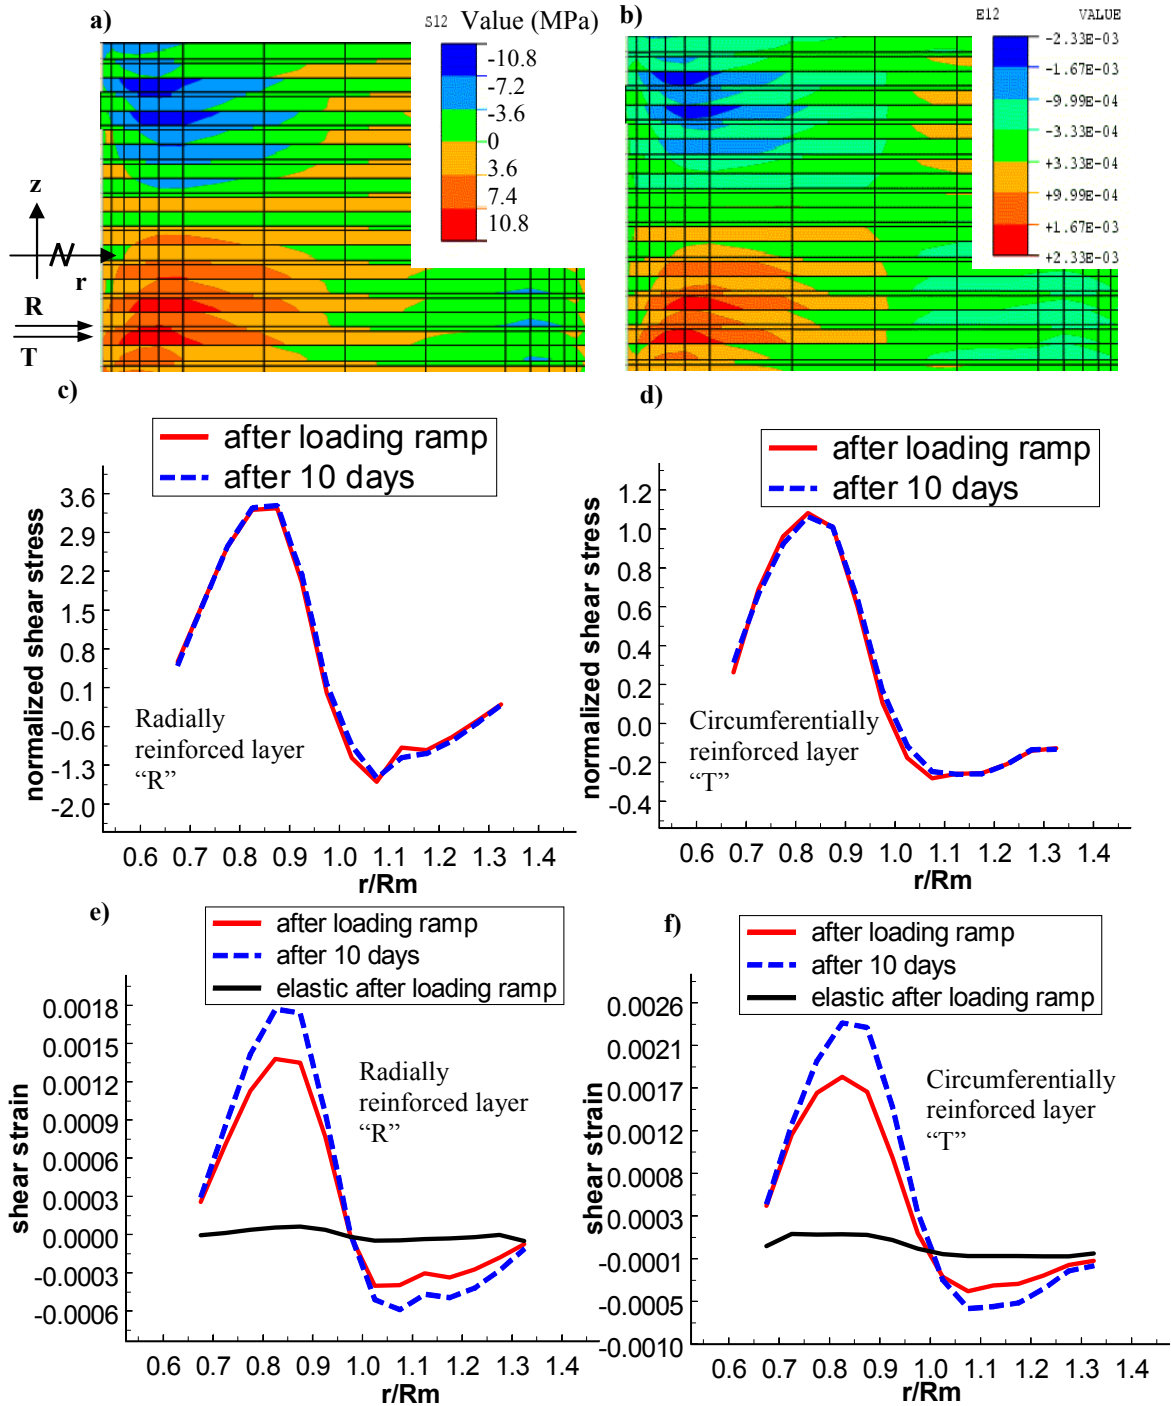 a)
S12 Value (MPa)
-10.8
-7.2
-3.6
0
3.6
7.4
10.8
z
r
R
T
b)
E12 VALUE
-2.33E-03
-1.67E-03
-9.99E-04
-3.33E-04
+3.33E-04
+9.99E-04
+1.67E-03
+2.33E-03
c)
after loading ramp
after 10 days
normalized shear stress
3.6
2.9
2.2
1.5
0.8
0.1
-0.6
-1.3
-2.0
Radially
reinforced layer
“R”
0.6 0.7 0.8 0.9 1.0 1.1 1.2 1.3 1.4
r/Rm
d)
after loading ramp
after 10 days
normalized shear stress
1.2
1.0
0.8
0.6
0.4
0.2
0.0
-0.2
-0.4
Circumferentially
reinforced layer
“T”
0.6 0.7 0.8 0.9 1.0 1.1 1.2 1.3 1.4
r/Rm
e)
after loading ramp
after 10 days
elastic after loading ramp
shear strain
0.0018
0.0015
0.0012
0.0009
0.0006
0.0003
0.0000
-0.0003
-0.0006
Radially
reinforced layer
“R”
0.6 0.7 0.8 0.9 1.0 1.1 1.2 1.3 1.4
r/Rm
f)
after loading ramp
after 10 days
elastic after loading ramp
shear strain
0.0026
0.0021
0.0017
0.0012
0.0008
0.0003
-0.0001
-0.0005
-0.0010
Circumferentially
reinforced layer
“T”
0.6 0.7 0.8 0.9 1.0 1.1 1.2 1.3 1.4
r/Rm